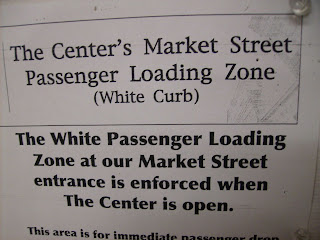 The Center's Market Street
Passenger Loading Zone
(White Curb)
The White Passenger Loading
Zone at our Market Street
entrance is enforced when
The Center is open.
This area is for immediate passenger drop